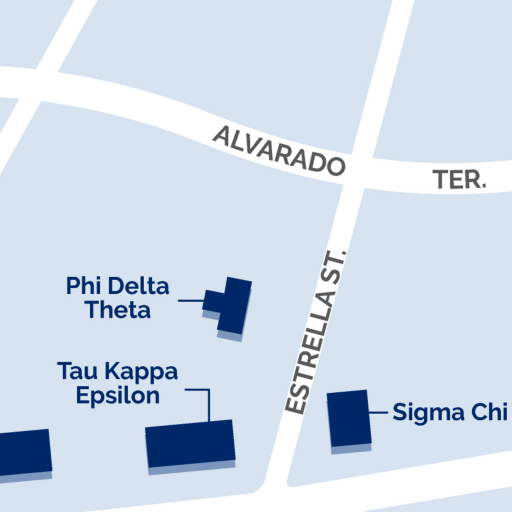 ALVARADO TER.
ESTRELLA ST.
Phi Delta
Theta
Tau Kappa
Epsilon
Sigma Chi